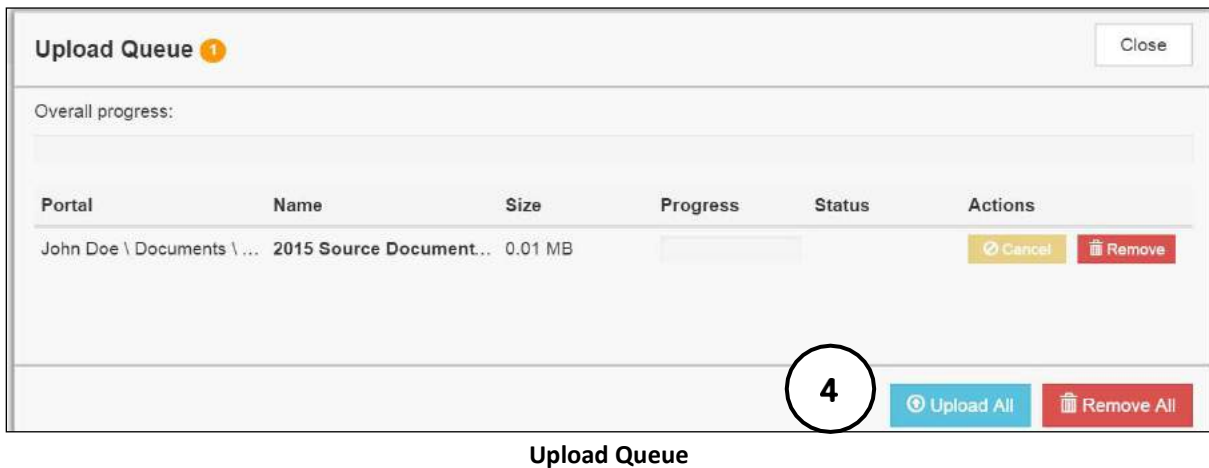 Upload Queue 1
Close
Overall progress:
Portal Name Size Progress Status Actions
John Doe \ Documents \ ... 2015 Source Document... 0.01 MB Cancel Remove
4 Upload All Remove All
Upload Queue